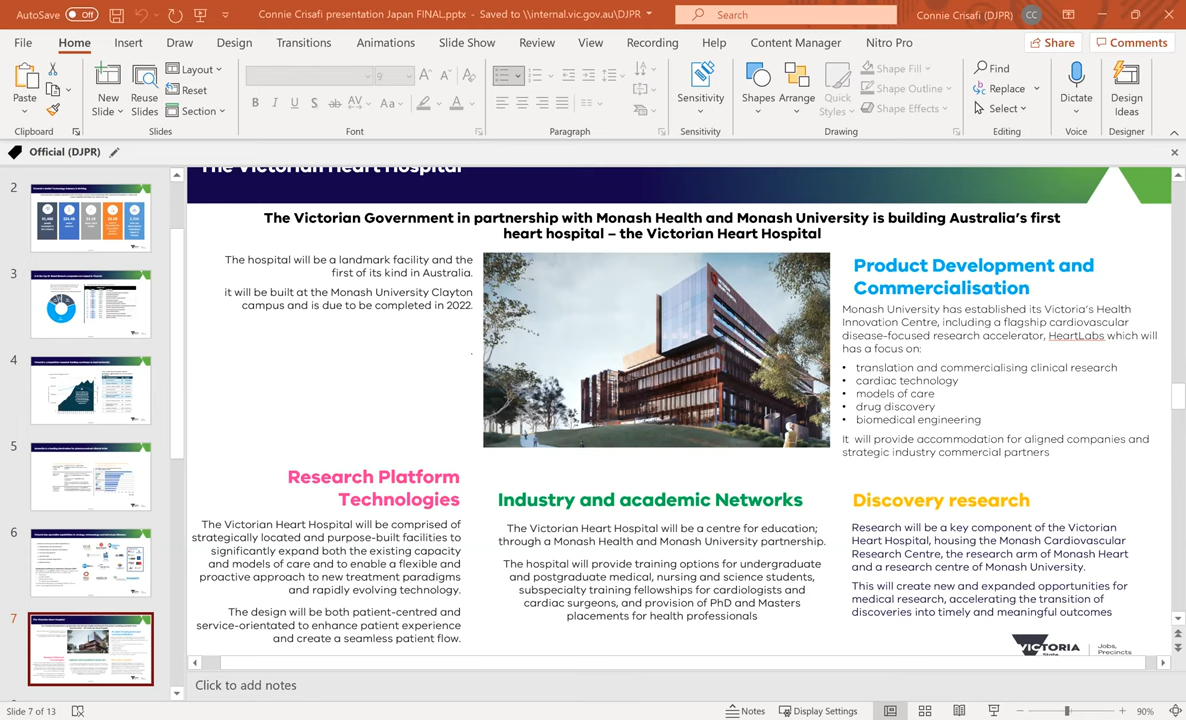 AutoSave Off
Connie Crisafi presentation Japan FINAL.pptx - Saved to \\internal.vic.gov.au\DJPR
Search
Connie Crisafi (DJPR) CC
File Home Insert Draw Design Transitions Animations Slide Show Review View Recording Help Content Manager Nitro Pro Share Comments
Paste
New Slide
Reuse Slides
Layout
Reset
Section
9
Shapes
Arrange
Quick Styles
Shape Fill
Shape Outline
Shape Effects
Find
Replace
Select
Sensitivity
Dictate
Design Ideas
Clipboard Slides Font Paragraph Sensitivity Drawing Editing Voice Designer
Official (DJPR)
2
3
4
5
6
7
The Victorian Heart Hospital
The Victorian Government in partnership with Monash Health and Monash University is building Australia's first
heart hospital – the Victorian Heart Hospital
The hospital will be a landmark facility and the
first of its kind in Australia.
it will be built at the Monash University Clayton
campus and is due to be completed in 2022.
Product Development and
Commercialisation
Monash University has established its Victoria's Health
Innovation Centre, including a flagship cardiovascular
disease-focused research accelerator, HeartLabs which will
has a focus on:
• translation and commercialising clinical research
• cardiac technology
• models of care
• drug discovery
• biomedical engineering
It will provide accommodation for aligned companies and
strategic industry commercial partners
Research Platform
Technologies
The Victorian Heart Hospital will be comprised of
strategically located and purpose-built facilities to
significantly expand both the existing capacity
and models of care and to enable a flexible and
proactive approach to new treatment paradigms
and rapidly evolving technology.
The design will be both patient-centred and
service-orientated to enhance patient experience
and create a seamless patient flow.
Industry and academic Networks
The Victorian Heart Hospital will be a centre for education;
through a Monash Health and Monash University partnership.
The hospital will provide training options for undergraduate
and postgraduate medical, nursing and science students,
subspecialty training fellowships for cardiologists and
cardiac surgeons, and provision of PhD and Masters
placements for health professionals
Discovery research
Research will be a key component of the Victorian
Heart Hospital, housing the Monash Cardiovascular
Research Centre, the research arm of Monash Heart
and a research centre of Monash University.
This will create new and expanded opportunities for
medical research, accelerating the transition of
discoveries into timely and meaningful outcomes
VICTORIA
State
Jobs,
Precincts
Click to add notes
Slide 7 of 13
Notes
Display Settings
90%